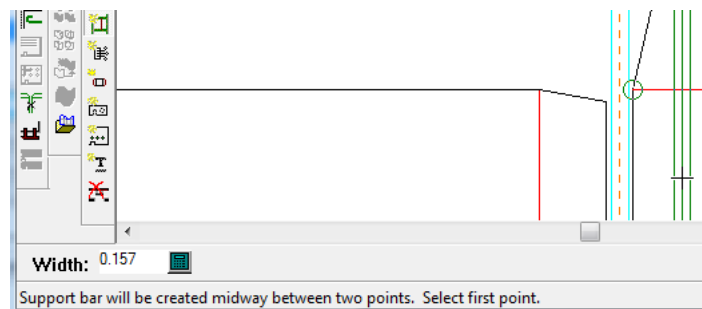 Width: 0.157
Support bar will be created midway between two points. Select first point.